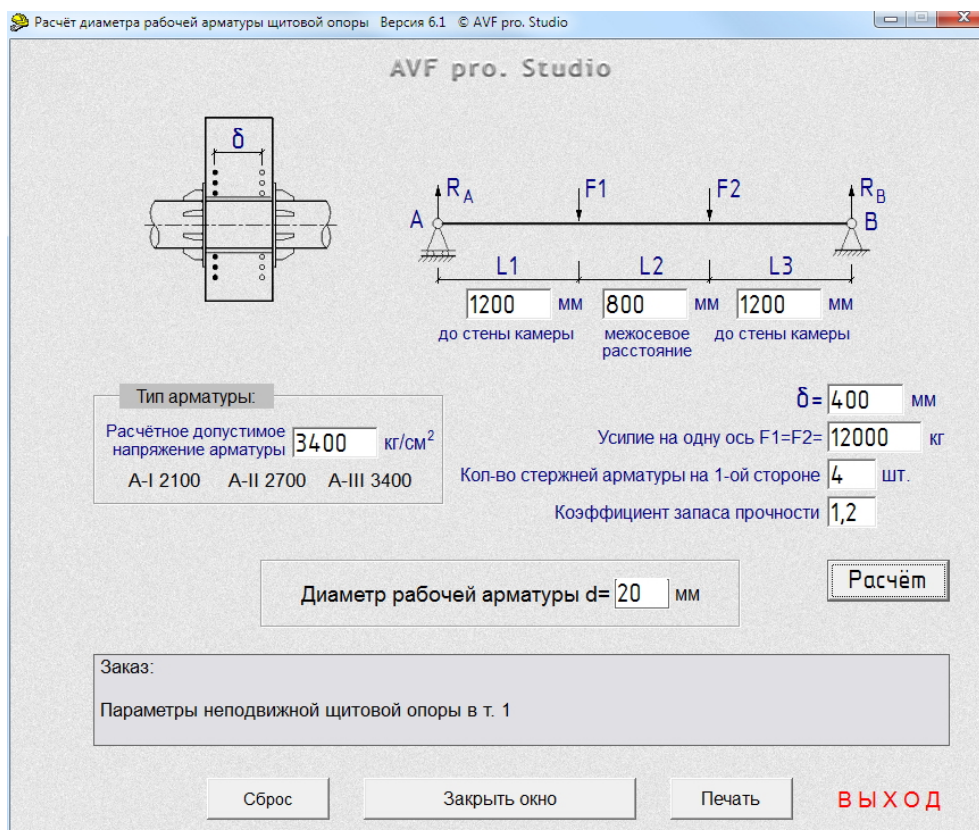 Расчёт диаметра рабочей арматуры щитовой опоры Версия 6.1 © AVF pro. Studio
AVF pro. Studio
δ
R A F1 F2 R B
A B
L1 L2 L3
1200 мм 800 мм 1200 мм
до стены камеры межосевое расстояние до стены камеры
Тип арматуры:
Расчётное допустимое напряжение арматуры 3400 кг/см²
A-I 2100 A-II 2700 A-III 3400
δ= 400 мм
Усилие на одну ось F1=F2= 12000 кг
Кол-во стержней арматуры на 1-ой стороне 4 шт.
Коэффициент запаса прочности 1,2
Диаметр рабочей арматуры d= 20 мм
Расчёт
Заказ:
Параметры неподвижной щитовой опоры в т. 1
Сброс Закрыть окно Печать ВЫХОД